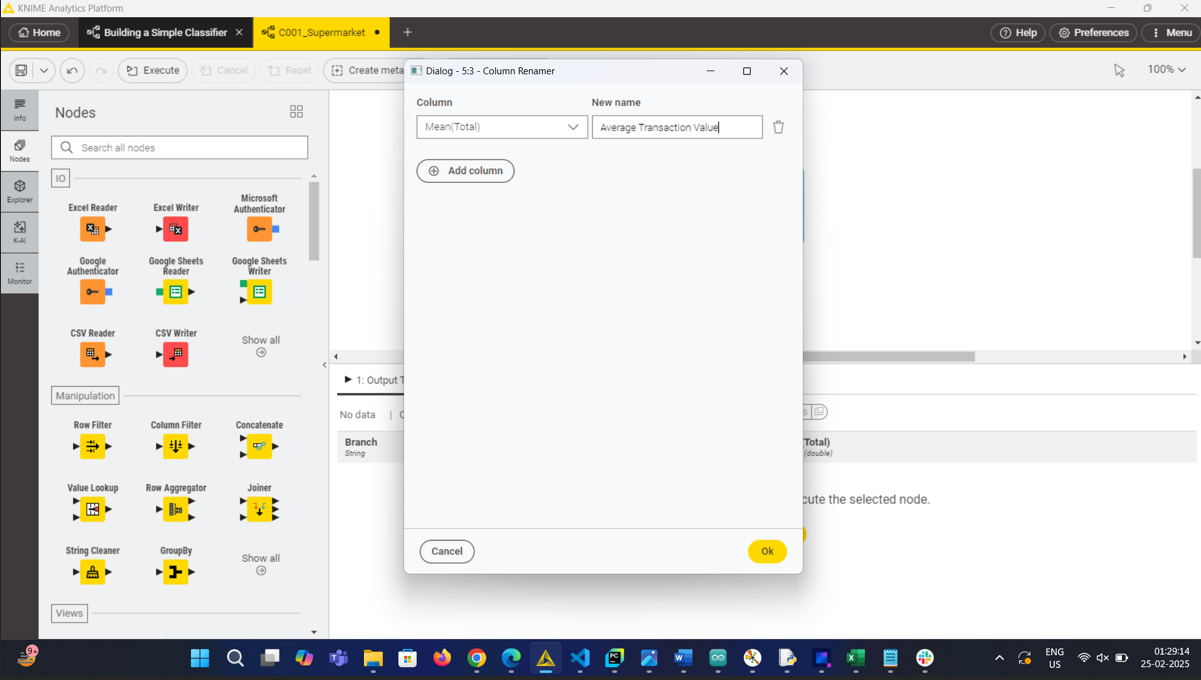 KNIME Analytics Platform
Home
Building a Simple Classifier
C001_Supermarket
Help
Preferences
Menu
Execute
Cancel
Reset
Create meta
100%
Info
Nodes
Explorer
K-AI
Monitor
Nodes
Search all nodes
IO
Excel Reader
Excel Writer
Microsoft
Authenticator
Google
Authenticator
Google Sheets
Reader
Google Sheets
Writer
CSV Reader
CSV Writer
Show all
Manipulation
Row Filter
Column Filter
Concatenate
Value Lookup
Row Aggregator
Joiner
String Cleaner
GroupBy
Show all
Views
Dialog - 5:3 - Column Renamer
Column
New name
Mean(Total)
Average Transaction Value
Add column
Cancel
Ok
1: Output T
No data | C
s
Branch
String
Total)
(double)
cute the selected node.
9+
ENG
US
01:29:14
25-02-2025